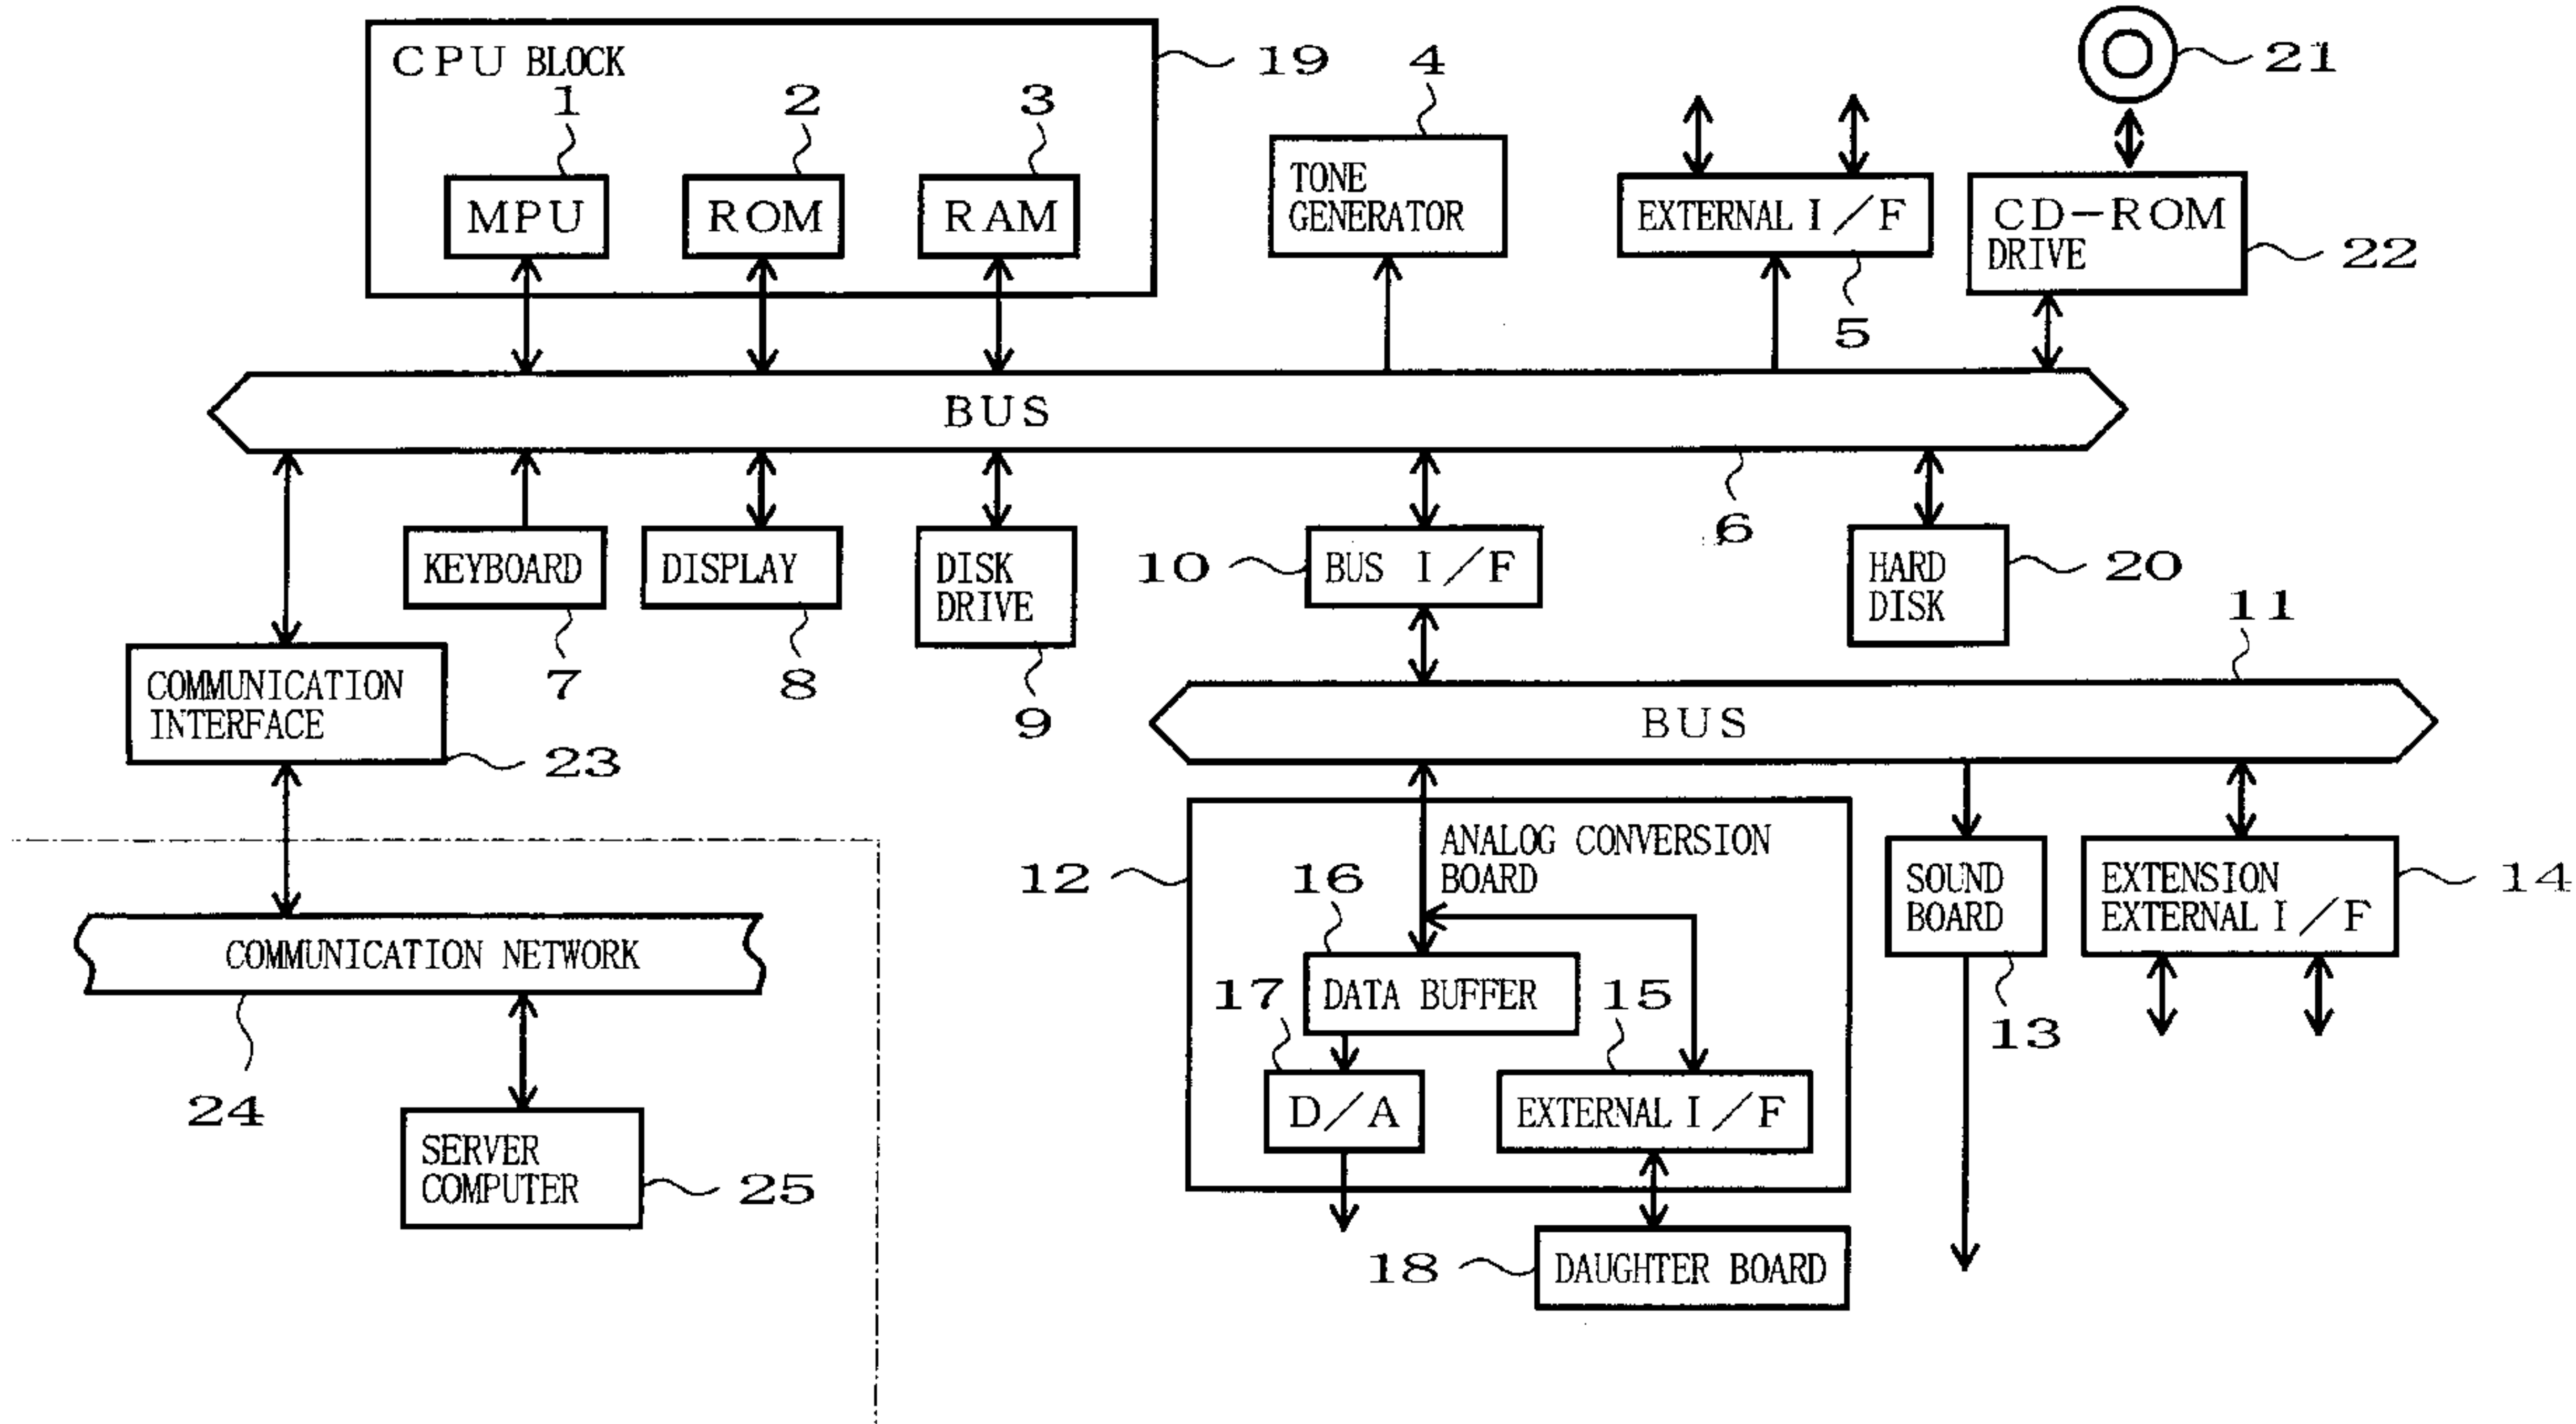 CPU BLOCK
19
1
2
3
MPU
ROM
RAM
4
TONE
GENERATOR
EXTERNAL I/F
5
21
CD-ROM
DRIVE
22
BUS
6
KEYBOARD
7
DISPLAY
8
DISK
DRIVE
9
10
BUS I/F
HARD
DISK
20
11
COMMUNICATION
INTERFACE
23
BUS
12
ANALOG CONVERSION
BOARD
16
DATA BUFFER
17
D/A
15
EXTERNAL I/F
SOUND
BOARD
13
EXTENSION
EXTERNAL I/F
14
COMMUNICATION NETWORK
24
SERVER
COMPUTER
25
18
DAUGHTER BOARD